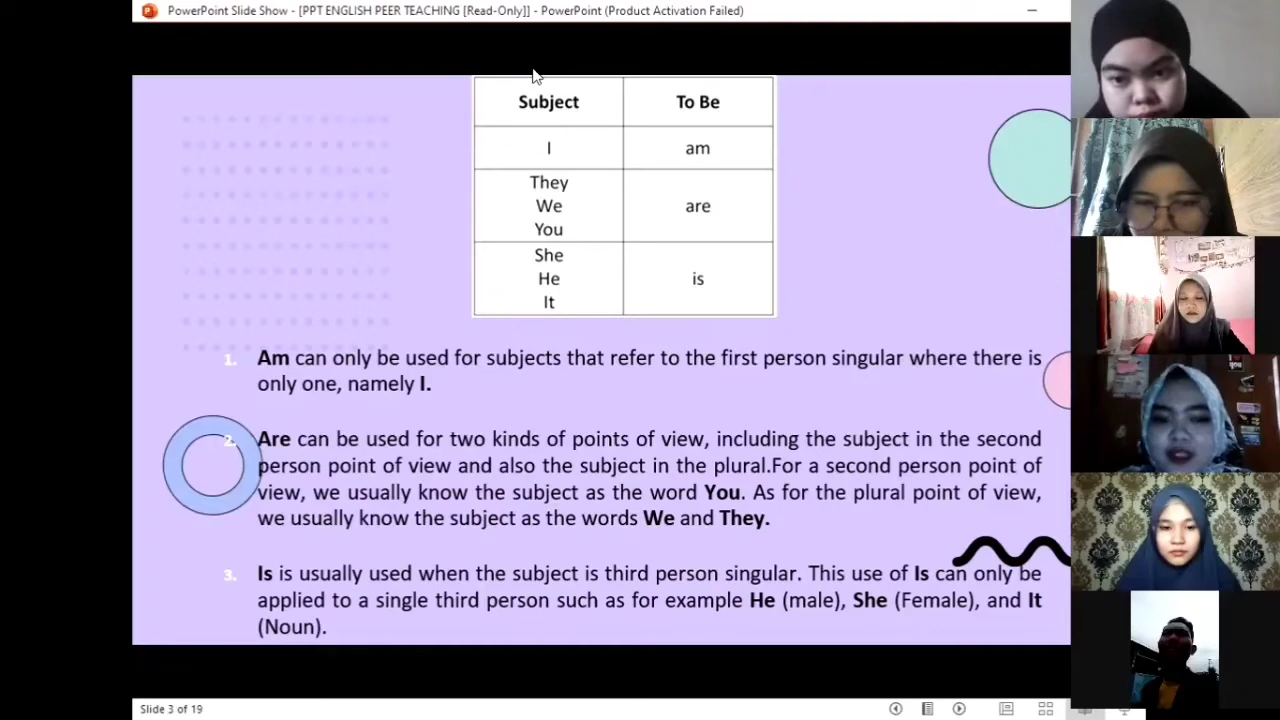 PowerPoint Slide Show - [PPT ENGLISH PEER TEACHING [Read-Only]] - PowerPoint (Product Activation Failed)
Subject To Be
I am
They
We are
You
She
He is
It
1. Am can only be used for subjects that refer to the first person singular where there is
only one, namely I.
2. Are can be used for two kinds of points of view, including the subject in the second
person point of view and also the subject in the plural.For a second person point of
view, we usually know the subject as the word You. As for the plural point of view,
we usually know the subject as the words We and They.
3. Is is usually used when the subject is third person singular. This use of Is can only be
applied to a single third person such as for example He (male), She (Female), and It
(Noun).
Slide 3 of 19